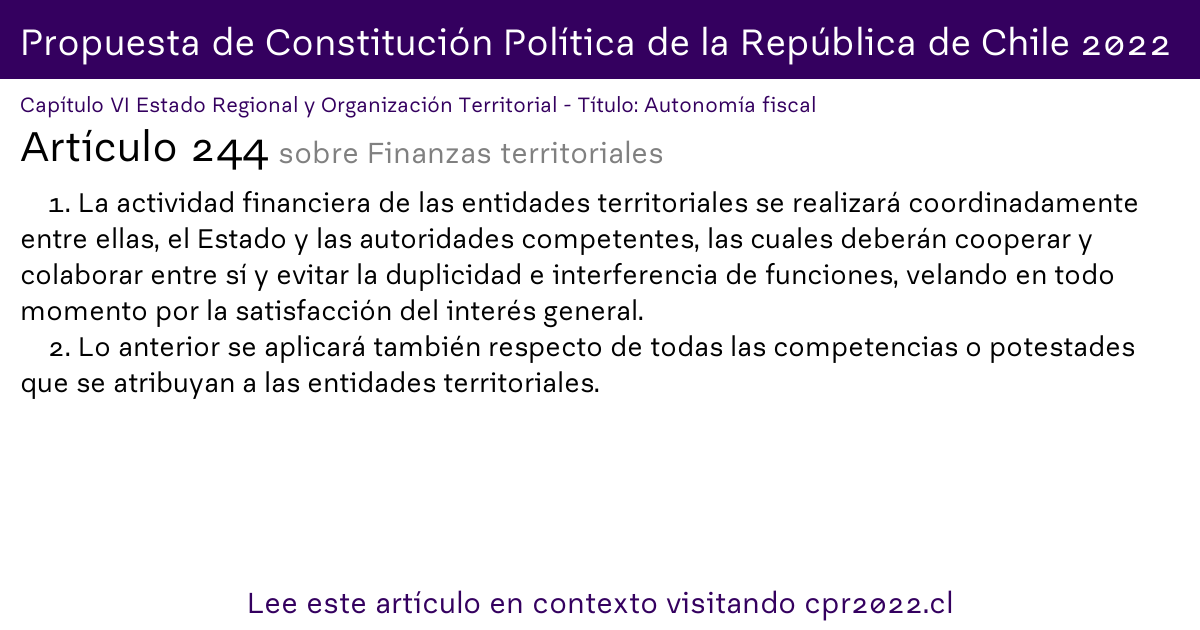 Propuesta de Constitución Política de la República de Chile 2022
Capítulo VI Estado Regional y Organización Territorial - Título: Autonomía fiscal
Artículo 244 sobre Finanzas territoriales
1. La actividad financiera de las entidades territoriales se realizará coordinadamente
entre ellas, el Estado y las autoridades competentes, las cuales deberán cooperar y
colaborar entre sí y evitar la duplicidad e interferencia de funciones, velando en todo
momento por la satisfacción del interés general.
2. Lo anterior se aplicará también respecto de todas las competencias o potestades
que se atribuyan a las entidades territoriales.
Lee este artículo en contexto visitando cpr2022.cl